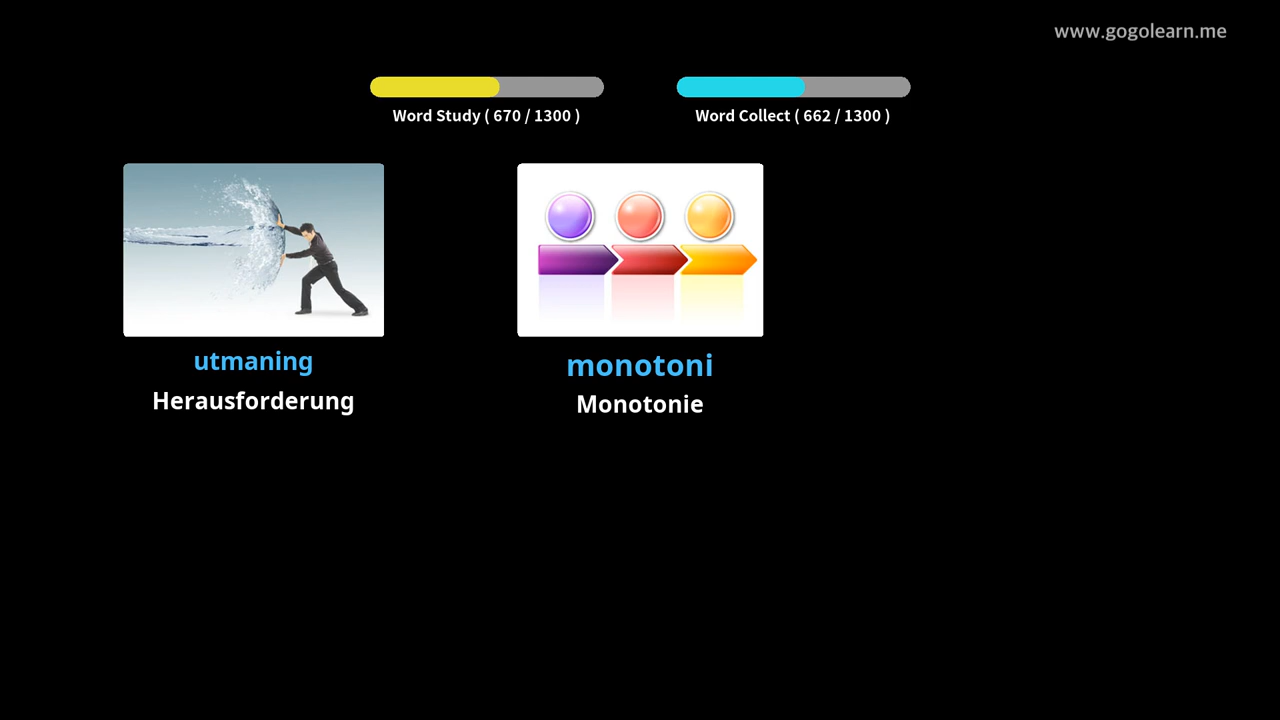 www.gogolearn.me
Word Study ( 670 / 1300 )
Word Collect ( 662 / 1300 )
utmaning
Herausforderung
monotoni
Monotonie